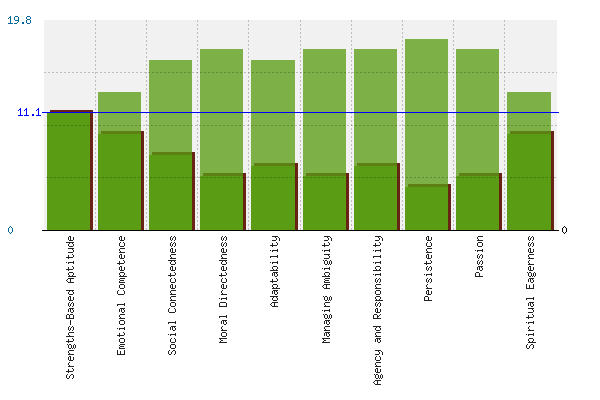 19.8
11.1
0
0
Strengths-Based Aptitude
Emotional Competence
Social Connectedness
Moral Directedness
Adaptability
Managing Ambiguity
Agency and Responsibility
Persistence
Passion
Spiritual Eagerness